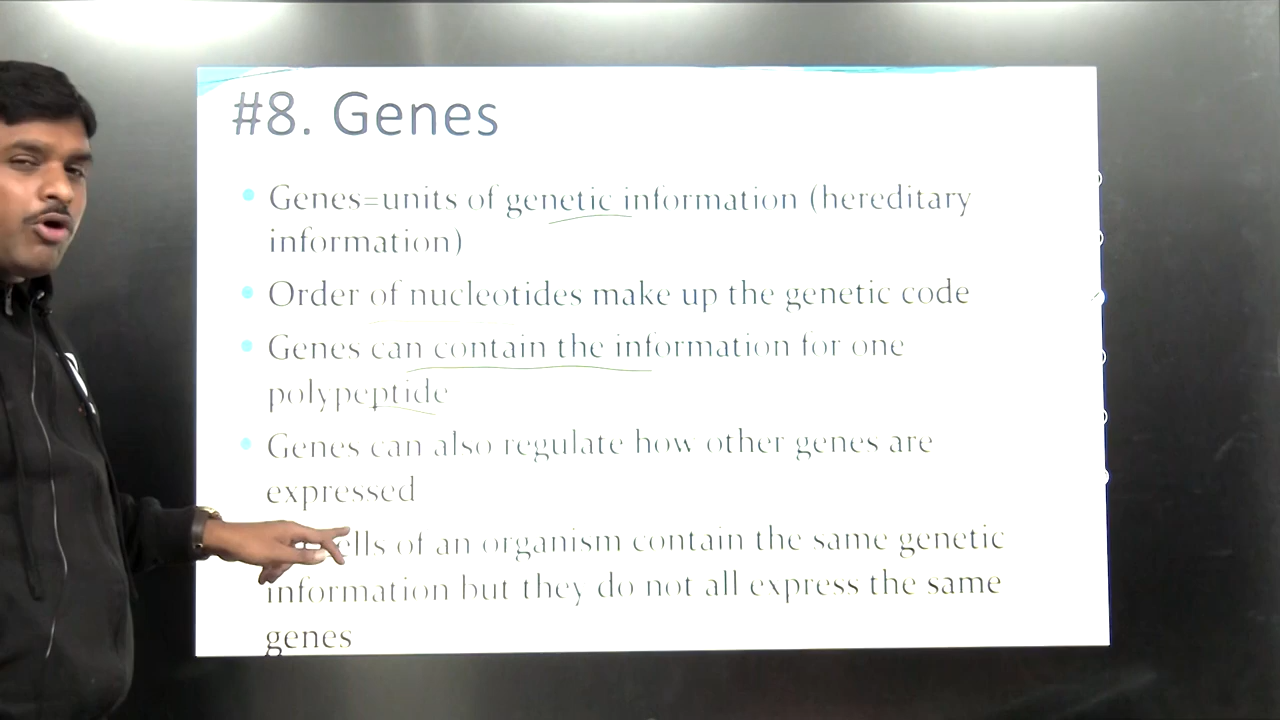 #8. Genes
Genes=units of genetic information (hereditary
information)
Order of nucleotides make up the genetic code
Genes can contain the information for one
polypeptide
Genes can also regulate how other genes are
expressed
of an organism contain the same genetic
information but they do not all express the same
genes